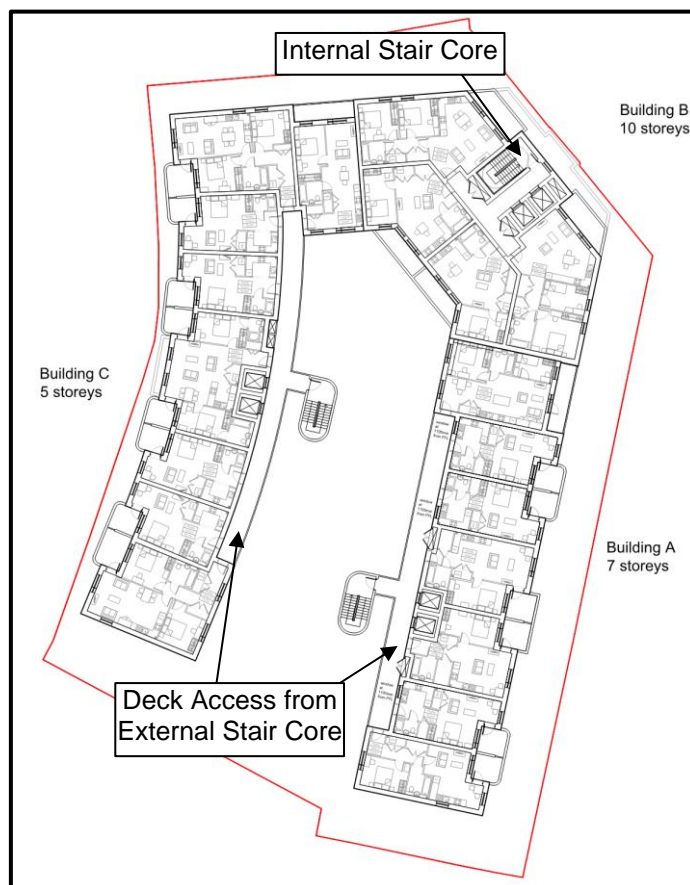 Internal Stair Core
Building B
10 storeys
Building C
5 storeys
Building A
7 storeys
Deck Access from
External Stair Core